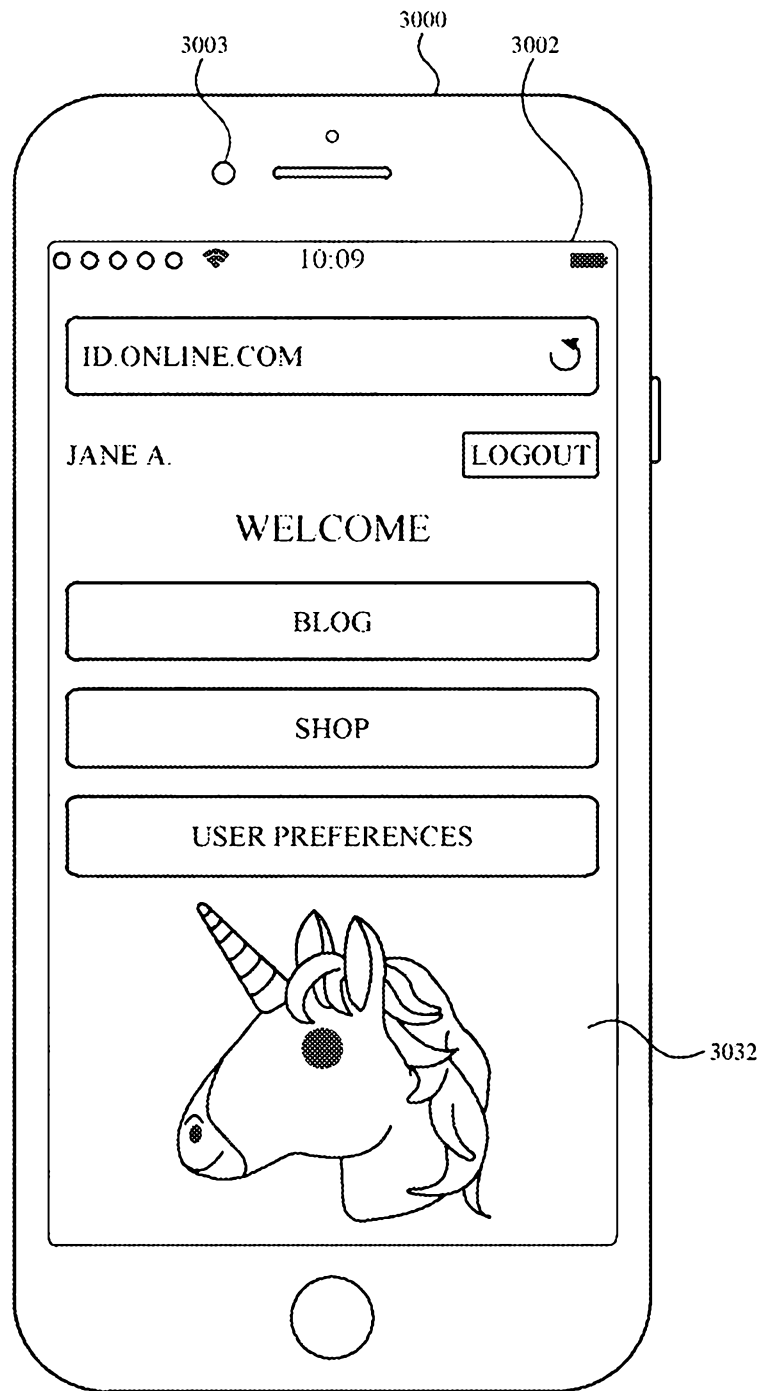 3000
3003
3002
10:09
ID.ONLINE.COM
JANE A.
LOGOUT
WELCOME
BLOG
SHOP
USER PREFERENCES
3032